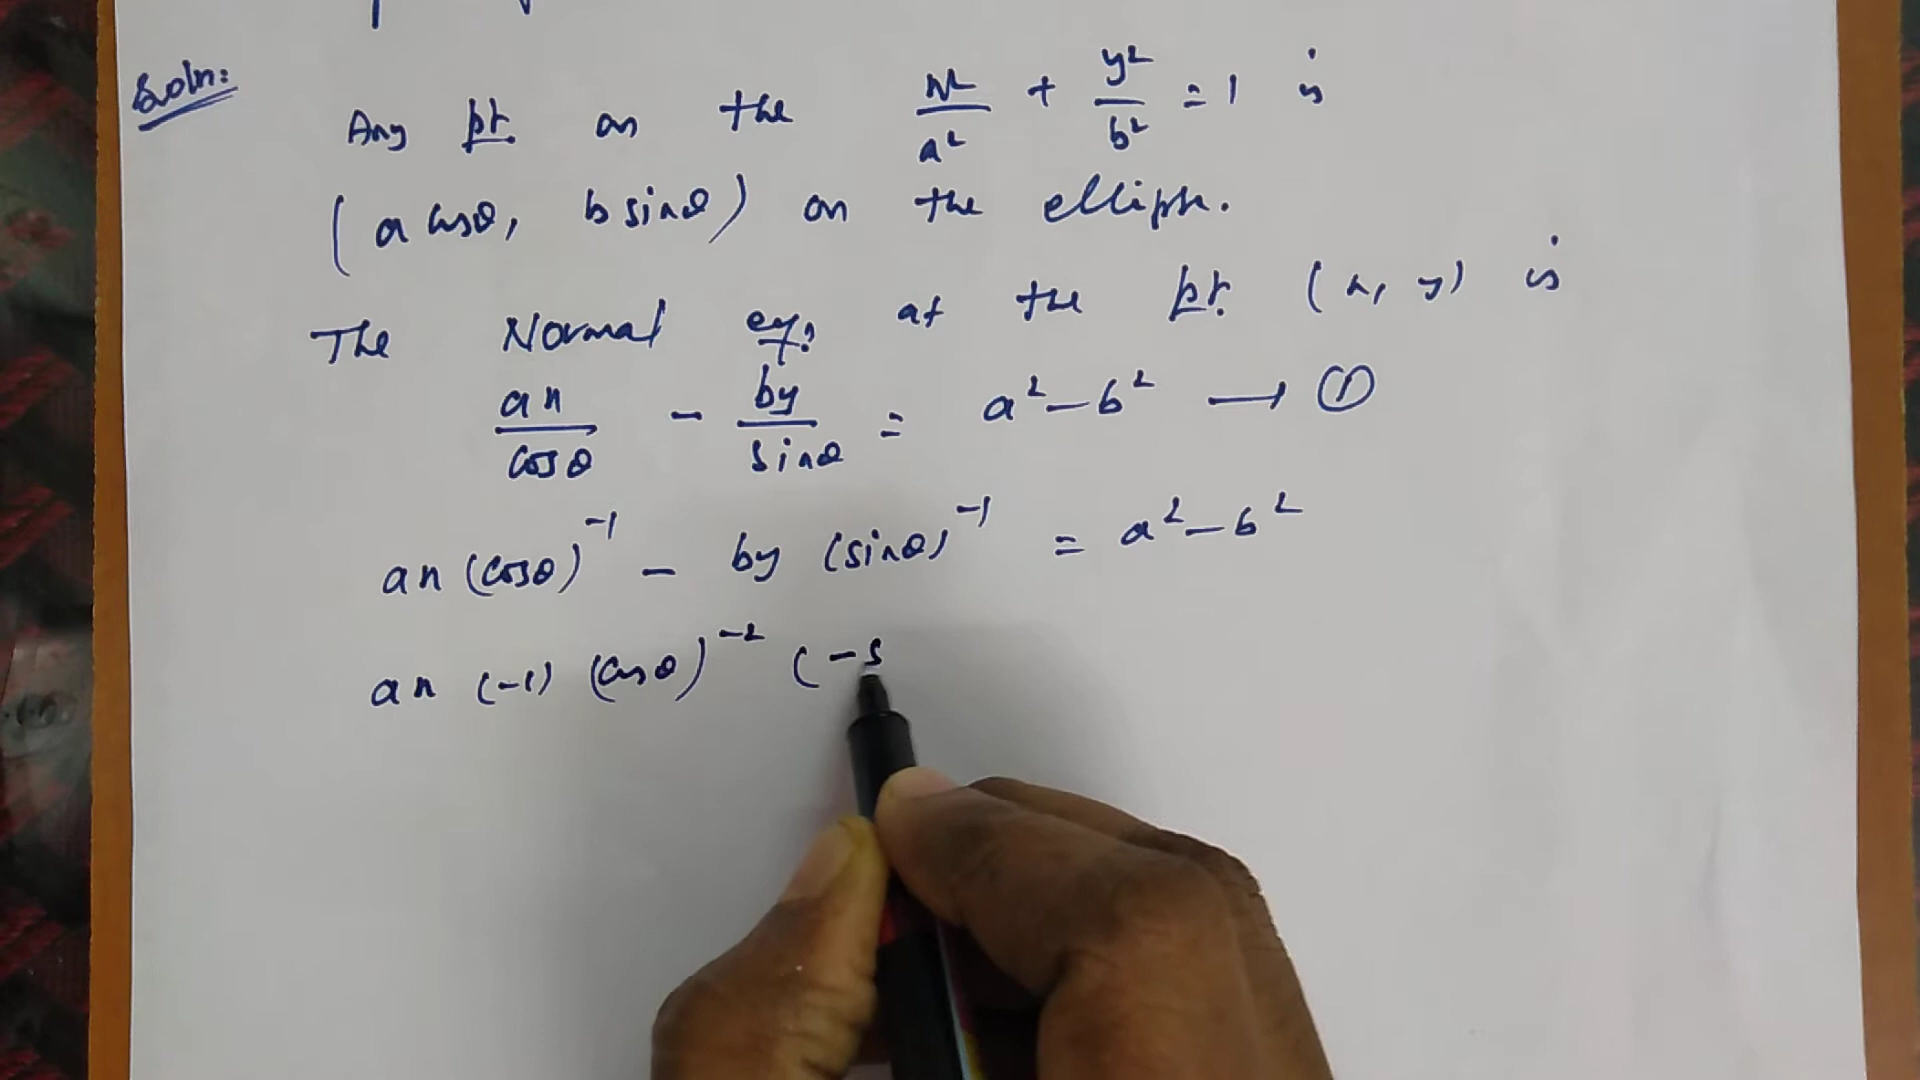 Soln:
Any pt. on the x²/a² + y²/b² = 1 is
(a cosθ, b sinθ) on the ellipse.
The Normal eqn. at the pt. (x, y) is
ax/cosθ - by/sinθ = a² - b² → ①
ax (cosθ)⁻¹ - by (sinθ)⁻¹ = a² - b²
ax (-1) (cosθ)⁻² (-s